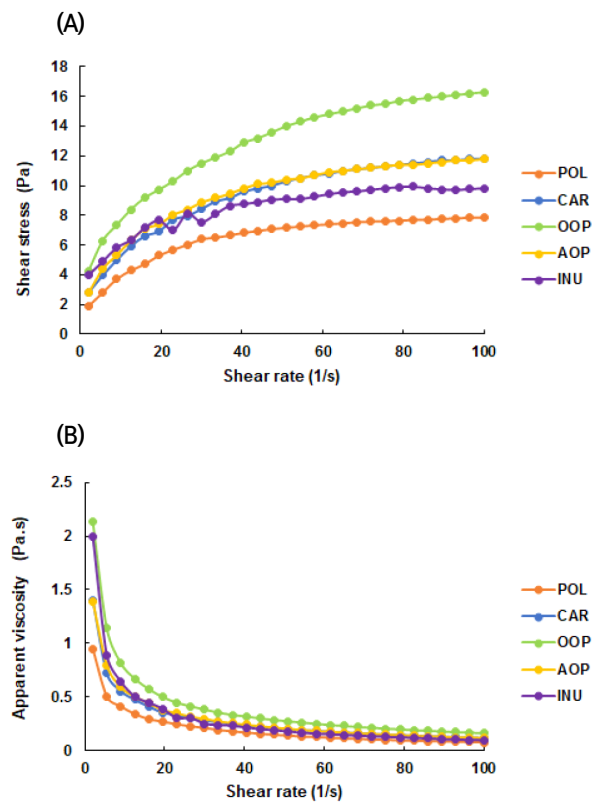 (A)
Shear stress (Pa)
18
16
14
12
10
8
6
4
2
0
0 20 40 60 80 100
Shear rate (1/s)
POL
CAR
OOP
AOP
INU
(B)
Apparent viscosity (Pa.s)
2.5
2
1.5
1
0.5
0
0 20 40 60 80 100
Shear rate (1/s)
POL
CAR
OOP
AOP
INU